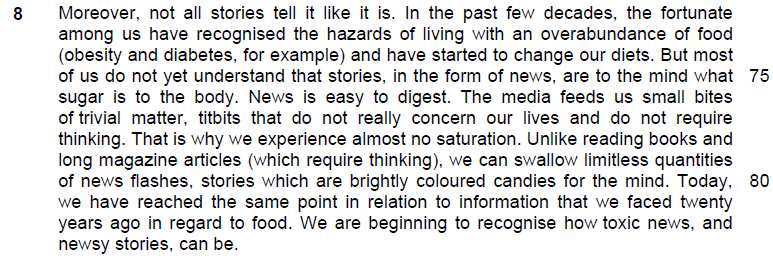 8 Moreover, not all stories tell it like it is. In the past few decades, the fortunate
among us have recognised the hazards of living with an overabundance of food
(obesity and diabetes, for example) and have started to change our diets. But most
of us do not yet understand that stories, in the form of news, are to the mind what 75
sugar is to the body. News is easy to digest. The media feeds us small bites
of trivial matter, titbits that do not really concern our lives and do not require
thinking. That is why we experience almost no saturation. Unlike reading books and
long magazine articles (which require thinking), we can swallow limitless quantities
of news flashes, stories which are brightly coloured candies for the mind. Today, 80
we have reached the same point in relation to information that we faced twenty
years ago in regard to food. We are beginning to recognise how toxic news, and
newsy stories, can be.